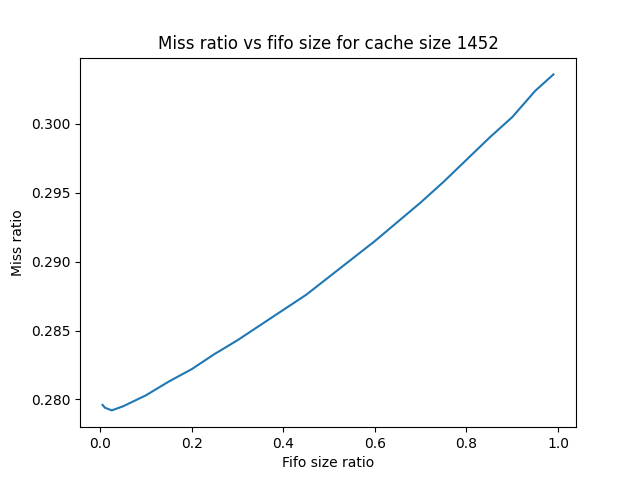 Miss ratio vs fifo size for cache size 1452
0.300
0.295
0.290
0.285
0.280
Miss ratio
0.0 0.2 0.4 0.6 0.8 1.0
Fifo size ratio